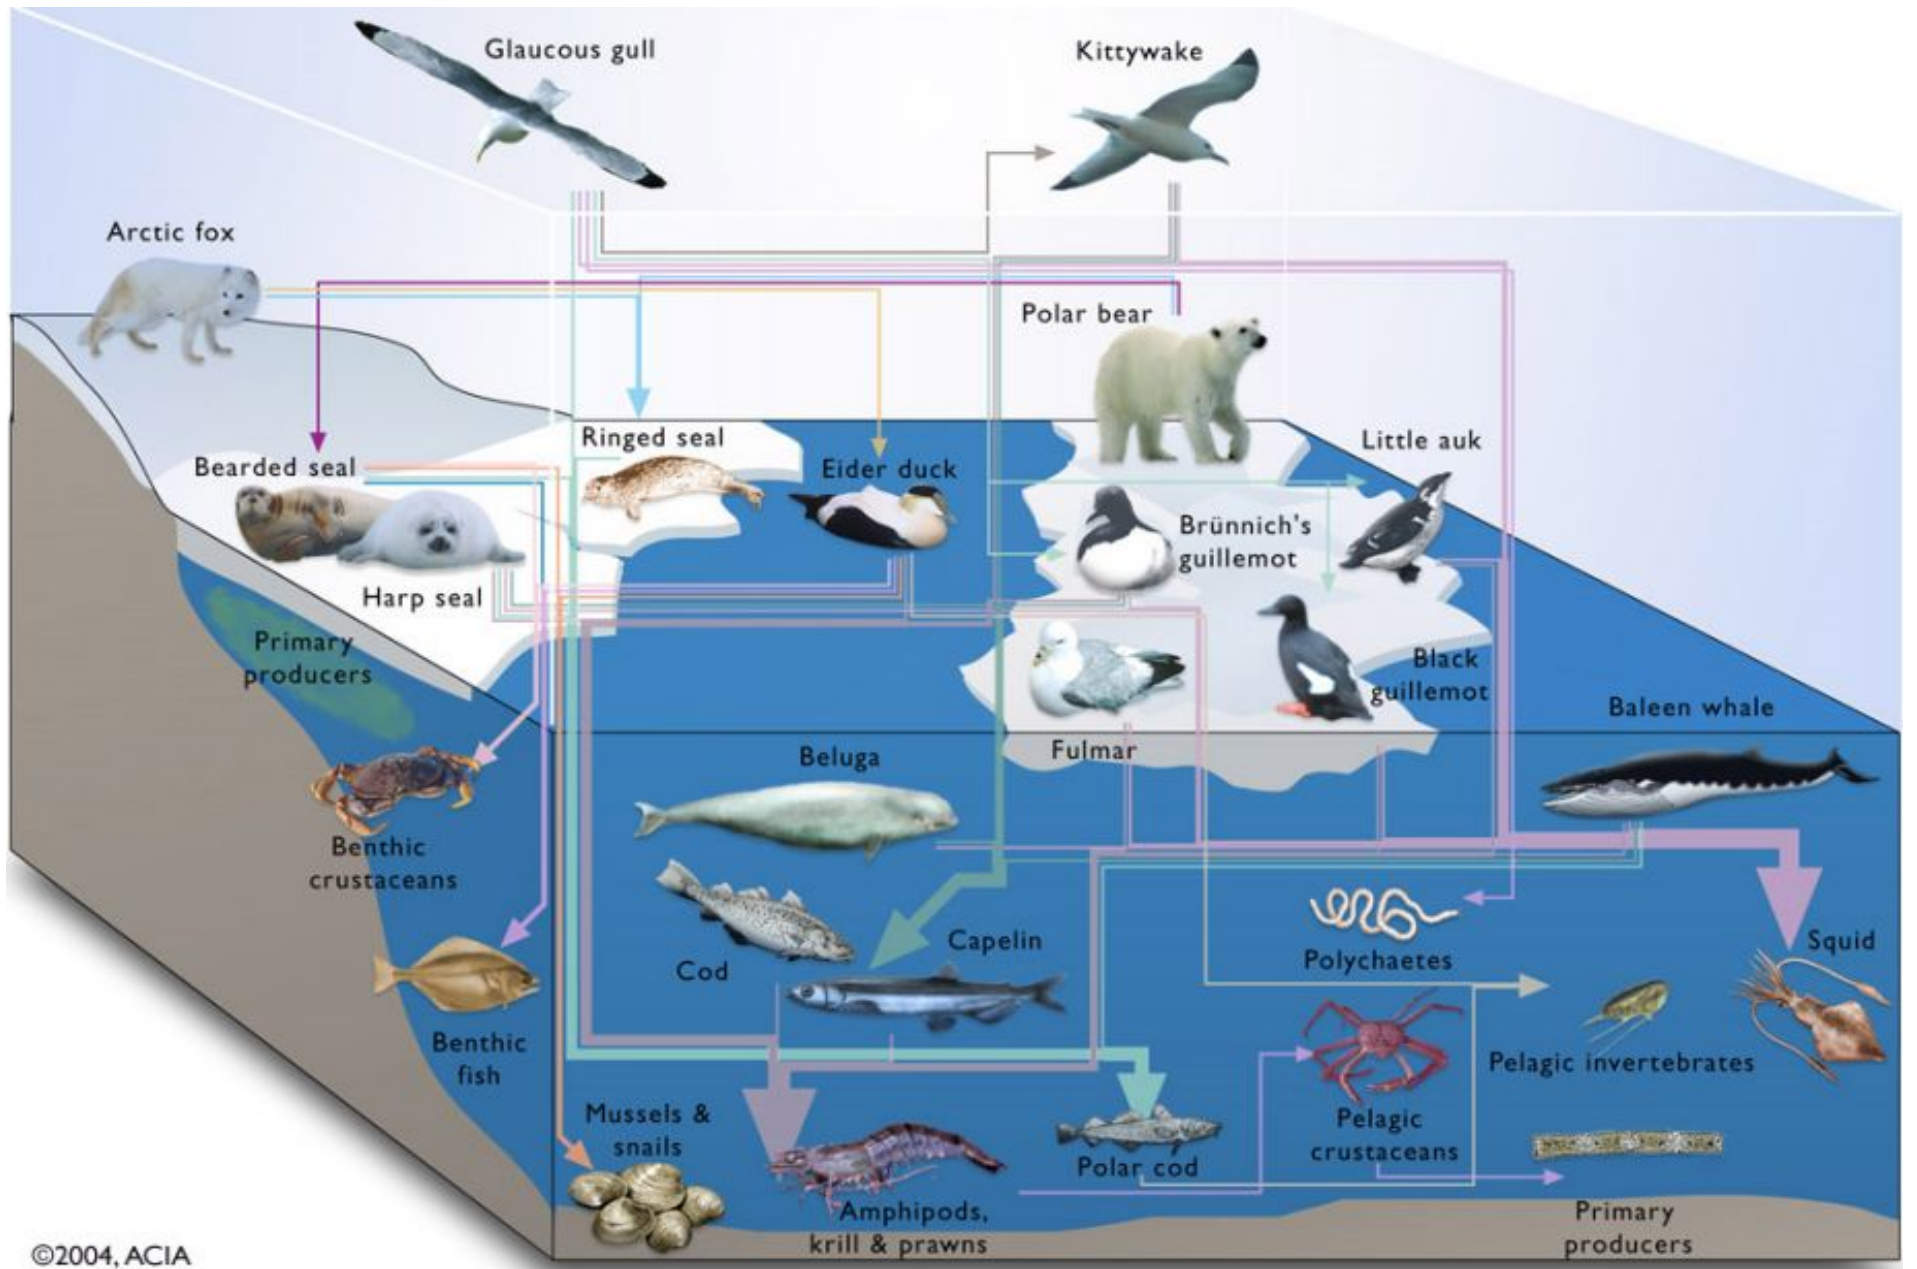 Glaucous gull
Kittywake
Arctic fox
Polar bear
Ringed seal
Little auk
Bearded seal
Eider duck
Brünnich's
guillemot
Harp seal
Primary
producers
Black
guillemot
Baleen whale
Fulmar
Beluga
Benthic
crustaceans
Capelin
Squid
Cod
Polychaetes
Benthic
fish
Pelagic invertebrates
Mussels &
snails
Pelagic
crustaceans
Polar cod
Amphipods,
krill & prawns
Primary
producers
©2004, ACIA